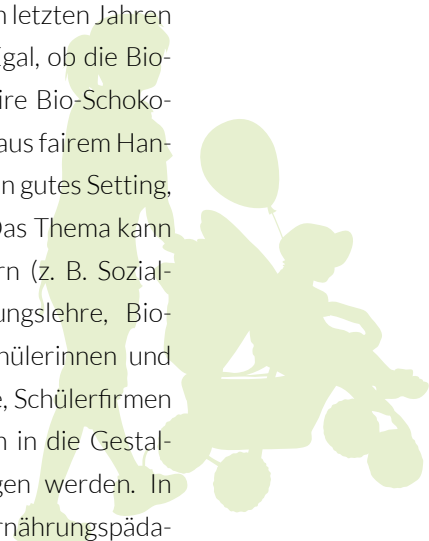 n letzten Jahren
gal, ob die Bio-
ire Bio-Schoko-
aus fairem Han-
n gutes Setting,
Das Thema kann
rn (z. B. Sozial-
ungslehre, Bio-
hülerinnen und
e, Schülerfirmen
n in die Gestal-
gen werden. In
rnährungspäda-